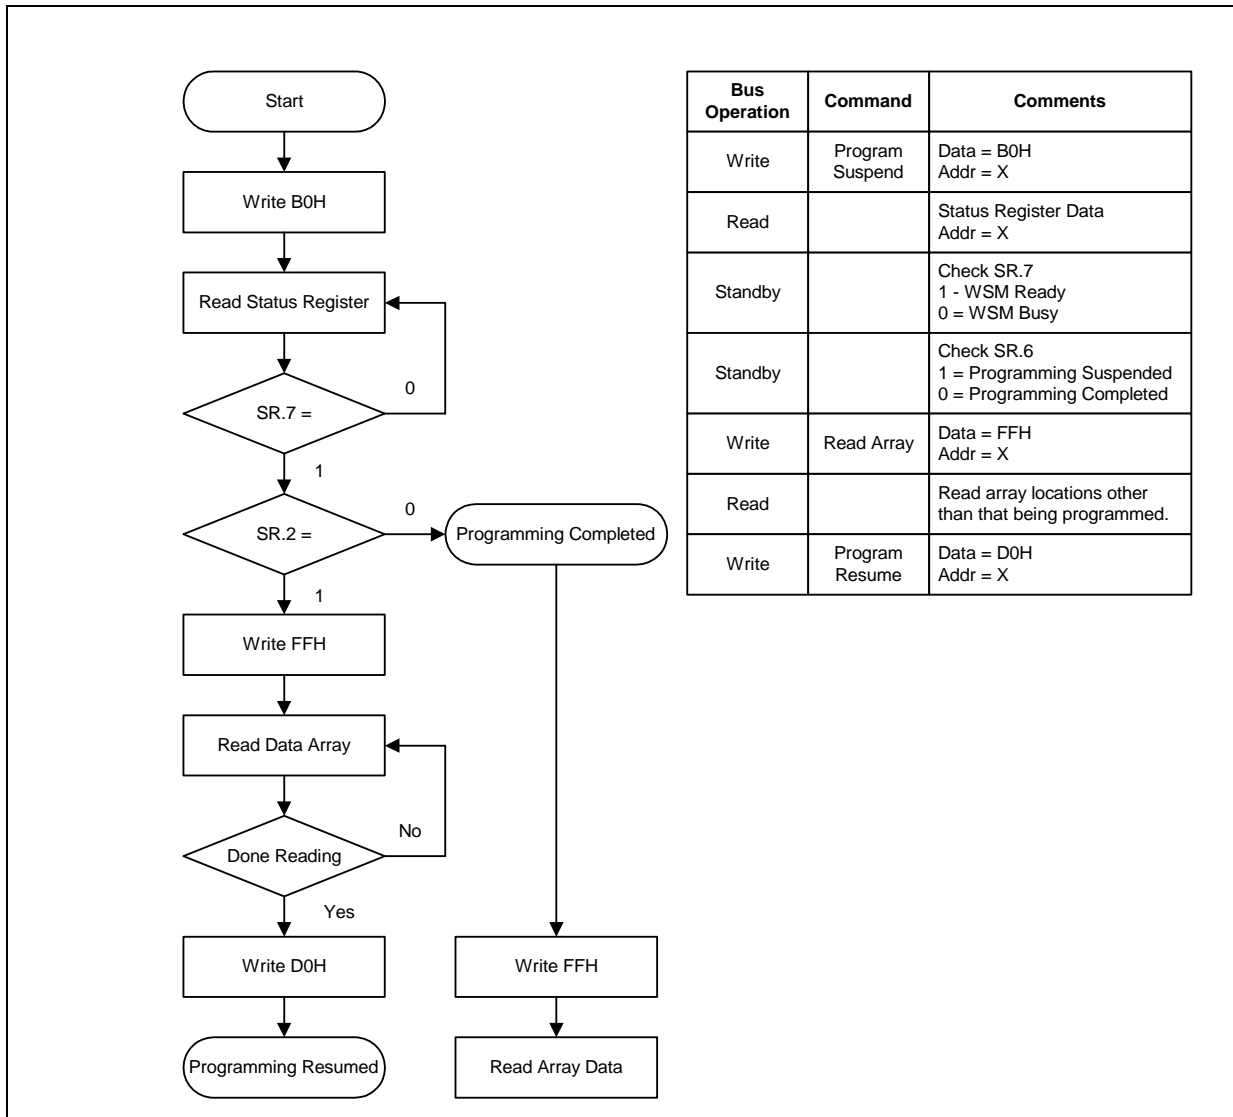 Start
Write B0H
Read Status Register
0
SR.7 =
1
0
SR.2 =
Programming Completed
1
Write FFH
Read Data Array
No
Done Reading
Yes
Write D0H
Write FFH
Programming Resumed
Read Array Data
Bus
Operation
Command
Comments
Write
Program
Suspend
Data = B0H
Addr = X
Read
Status Register Data
Addr = X
Standby
Check SR.7
1 - WSM Ready
0 = WSM Busy
Standby
Check SR.6
1 = Programming Suspended
0 = Programming Completed
Write
Read Array
Data = FFH
Addr = X
Read
Read array locations other
than that being programmed.
Write
Program
Resume
Data = D0H
Addr = X